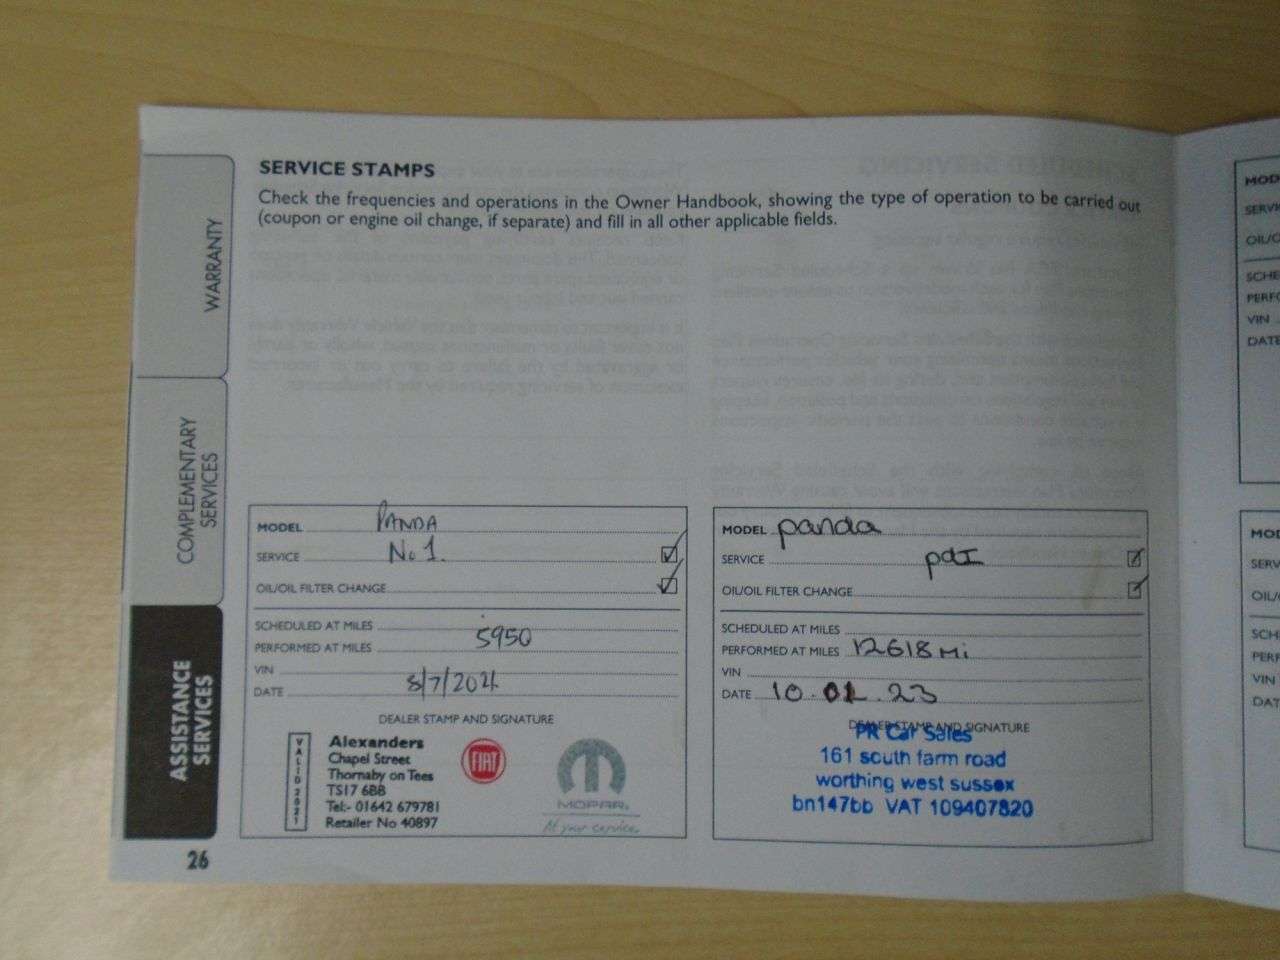 SERVICE STAMPS
Check the frequencies and operations in the Owner Handbook, showing the type of operation to be carried out
(coupon or engine oil change, if separate) and fill in all other applicable fields.
WARRANTY
COMPLEMENTARY
SERVICES
ASSISTANCE
SERVICES
26
MODEL PANDA
SERVICE No 1.
OIL/OIL FILTER CHANGE
SCHEDULED AT MILES
PERFORMED AT MILES 5950
VIN
DATE 8/7/2021
DEALER STAMP AND SIGNATURE
VALID 2021
Alexanders
Chapel Street
Thornaby on Tees
TS17 6BB
Tel:- 01642 679781
Retailer No 40897
FIAT
MOPAR
At your service.
MODEL panda
SERVICE pdI
OIL/OIL FILTER CHANGE
SCHEDULED AT MILES
PERFORMED AT MILES 12618 Mi
VIN
DATE 10.01.23
DEALER STAMP AND SIGNATURE
PR Car Sales
161 south farm road
worthing west sussex
bn147bb VAT 109407820
VIN